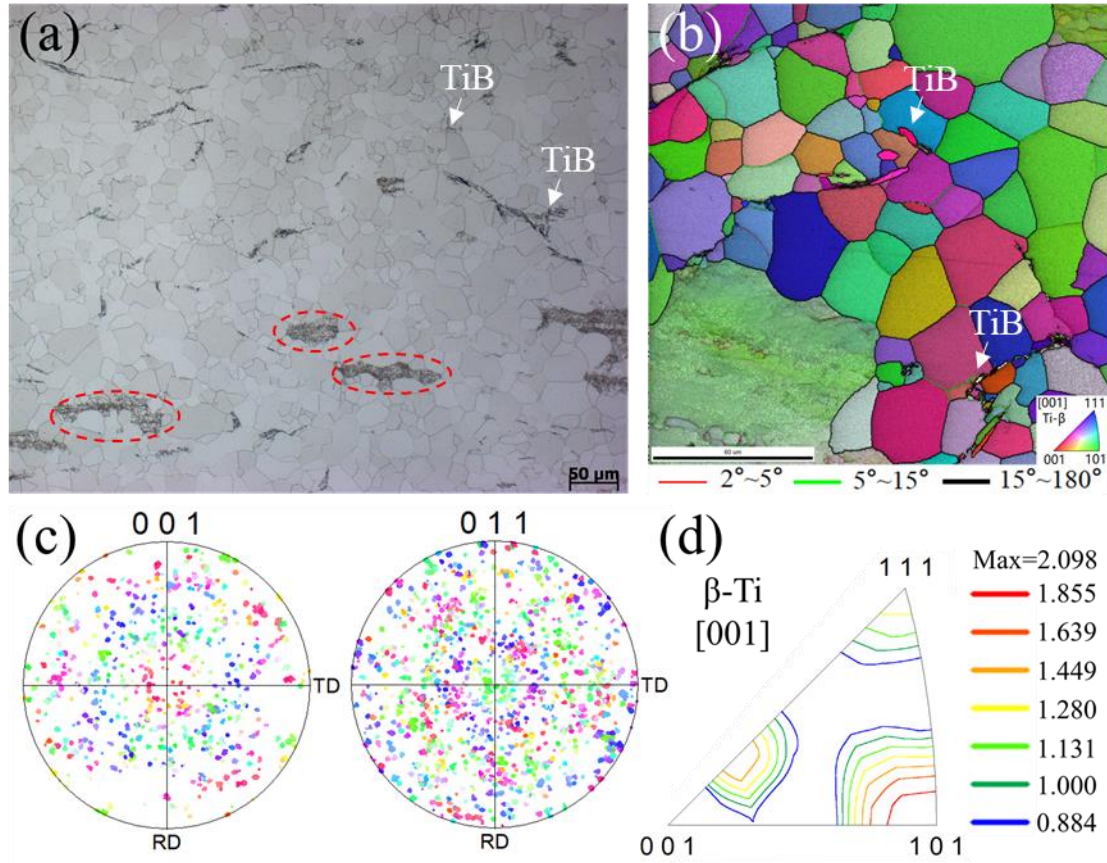 (a)
TiB
TiB
50 μm
(b)
TiB
TiB
60 μm
[001]
Ti-β
111
001
101
2°~5°
5°~15°
15°~180°
(c)
0 0 1
TD
RD
0 1 1
TD
RD
(d)
β-Ti
[001]
1 1 1
0 0 1
1 0 1
Max=2.098
1.855
1.639
1.449
1.280
1.131
1.000
0.884